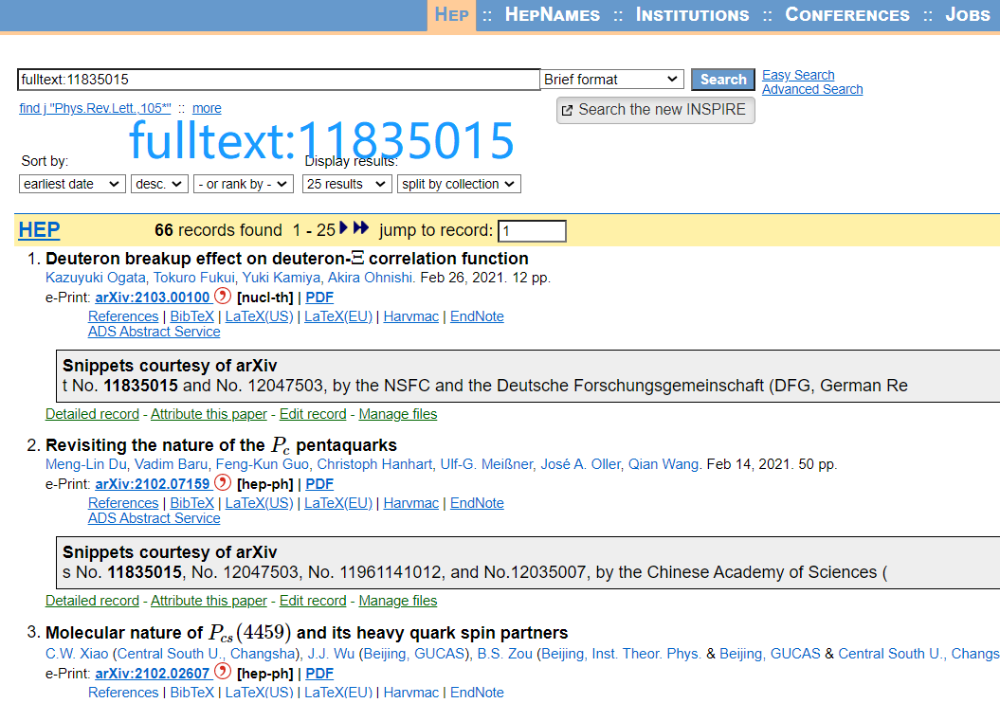 HEP :: HEPNAMES :: INSTITUTIONS :: CONFERENCES :: JOBS
fulltext:11835015 Brief format Search Easy Search
Advanced Search
find j "Phys.Rev.Lett.,105*" :: more Search the new INSPIRE
fulltext:11835015
Sort by: Display results:
earliest date desc. - or rank by - 25 results split by collection
HEP 66 records found 1 - 25 jump to record: 1
1. Deuteron breakup effect on deuteron-Ξ correlation function
Kazuyuki Ogata, Tokuro Fukui, Yuki Kamiya, Akira Ohnishi. Feb 26, 2021. 12 pp.
e-Print: arXiv:2103.00100 [nucl-th] | PDF
References | BibTeX | LaTeX(US) | LaTeX(EU) | Harvmac | EndNote
ADS Abstract Service
Snippets courtesy of arXiv
t No. 11835015 and No. 12047503, by the NSFC and the Deutsche Forschungsgemeinschaft (DFG, German Re
Detailed record - Attribute this paper - Edit record - Manage files
2. Revisiting the nature of the P_c pentaquarks
Meng-Lin Du, Vadim Baru, Feng-Kun Guo, Christoph Hanhart, Ulf-G. Meißner, José A. Oller, Qian Wang. Feb 14, 2021. 50 pp.
e-Print: arXiv:2102.07159 [hep-ph] | PDF
References | BibTeX | LaTeX(US) | LaTeX(EU) | Harvmac | EndNote
ADS Abstract Service
Snippets courtesy of arXiv
s No. 11835015, No. 12047503, No. 11961141012, and No.12035007, by the Chinese Academy of Sciences (
Detailed record - Attribute this paper - Edit record - Manage files
3. Molecular nature of P_cs(4459) and its heavy quark spin partners
C.W. Xiao (Central South U., Changsha), J.J. Wu (Beijing, GUCAS), B.S. Zou (Beijing, Inst. Theor. Phys. & Beijing, GUCAS & Central South U., Changs
e-Print: arXiv:2102.02607 [hep-ph] | PDF
References | BibTeX | LaTeX(US) | LaTeX(EU) | Harvmac | EndNote